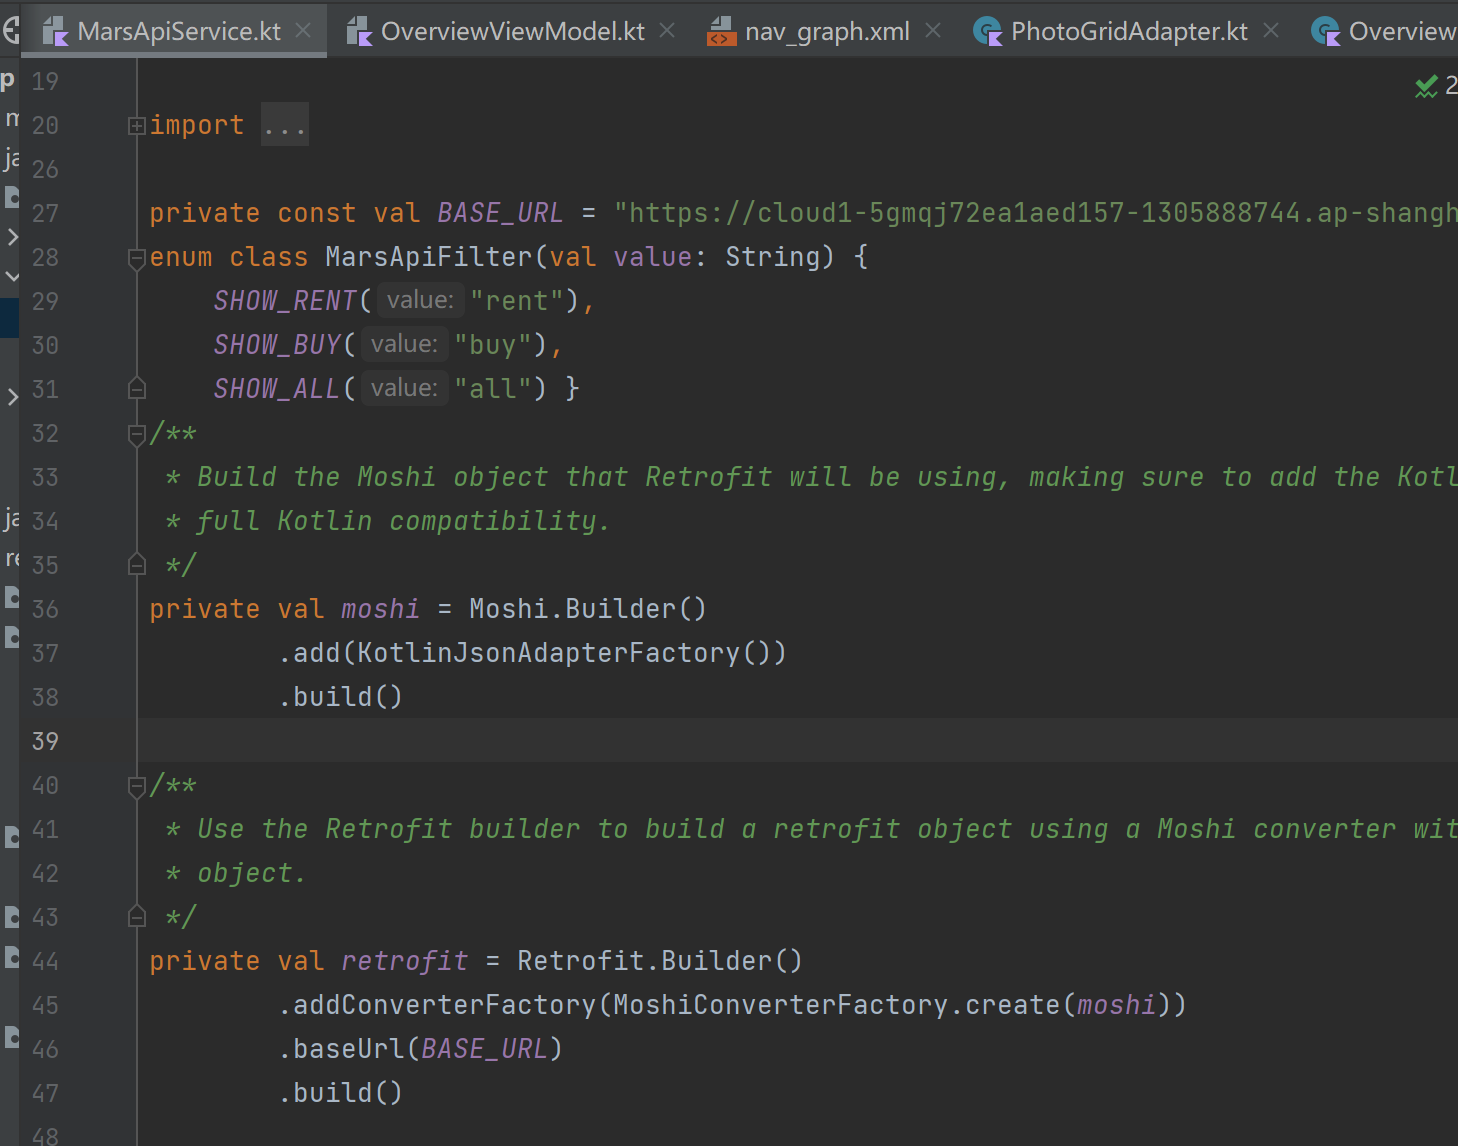 MarsApiService.kt OverviewViewModel.kt nav_graph.xml PhotoGridAdapter.kt Overview
19
20 import ...
26
27 private const val BASE_URL = "https://cloud1-5gmqj72ea1aed157-1305888744.ap-shangh
28 enum class MarsApiFilter(val value: String) {
29 SHOW_RENT( value: "rent"),
30 SHOW_BUY( value: "buy"),
31 SHOW_ALL( value: "all") }
32 /**
33 * Build the Moshi object that Retrofit will be using, making sure to add the Kotl
34 * full Kotlin compatibility.
35 */
36 private val moshi = Moshi.Builder()
37 .add(KotlinJsonAdapterFactory())
38 .build()
39
40 /**
41 * Use the Retrofit builder to build a retrofit object using a Moshi converter wit
42 * object.
43 */
44 private val retrofit = Retrofit.Builder()
45 .addConverterFactory(MoshiConverterFactory.create(moshi))
46 .baseUrl(BASE_URL)
47 .build()
48